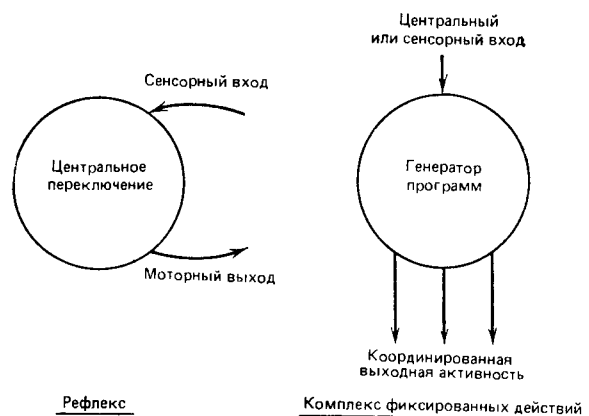 Сенсорный вход
Центральное
переключение
Моторный выход
Рефлекс
Центральный
или сенсорный вход
Генератор
программ
Координированная
выходная активность
Комплекс фиксированных действий